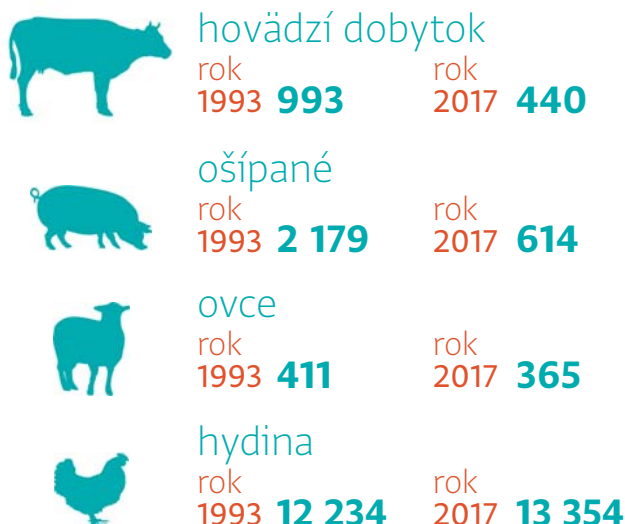 hovädzí dobytok
rok rok
1993 993 2017 440
ošípané
rok rok
1993 2 179 2017 614
ovce
rok rok
1993 411 2017 365
hydina
rok rok
1993 12 234 2017 13 354